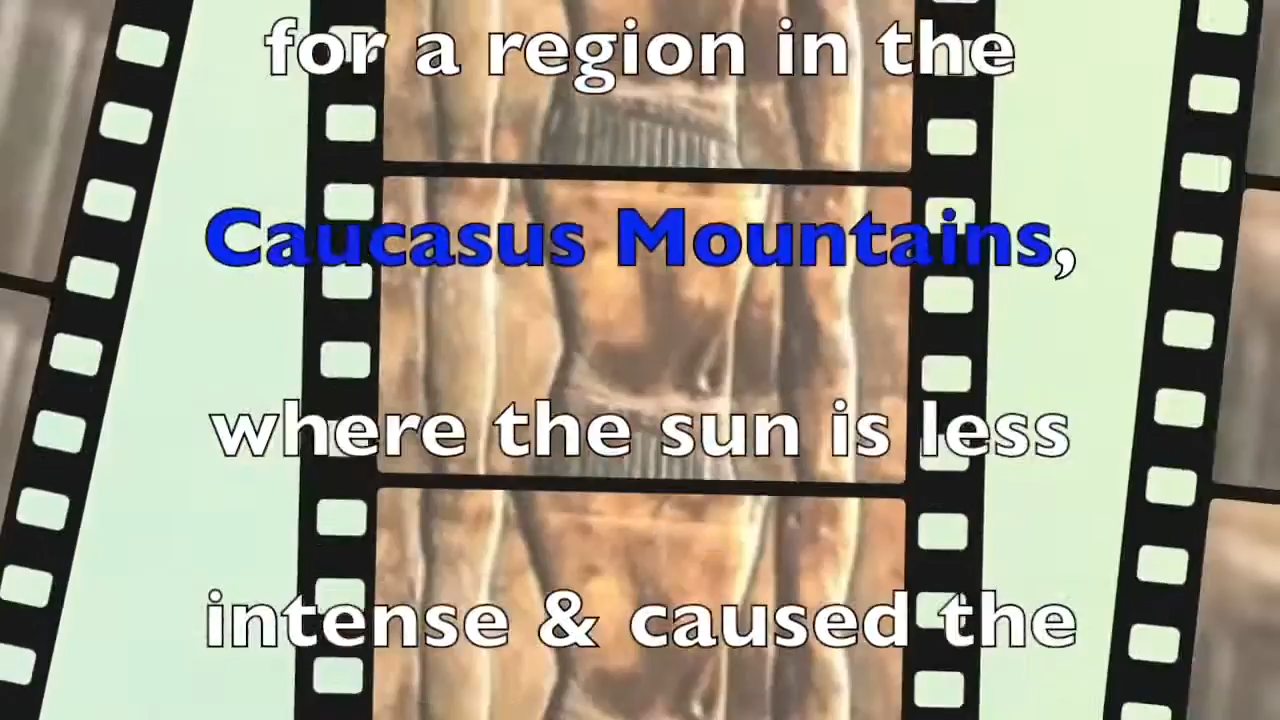 for a region in the
Caucasus Mountains,
where the sun is less
intense & caused the